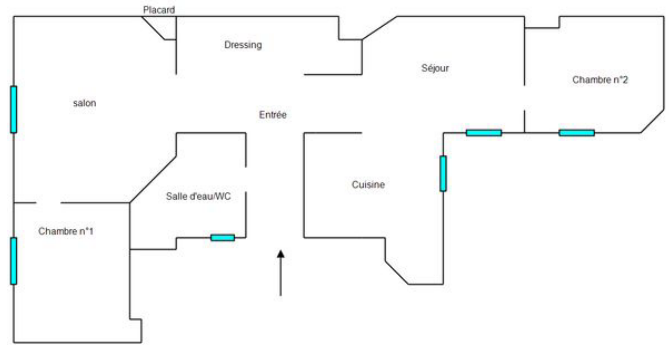 Placard
Dressing
Séjour
Chambre n°2
salon
Entrée
Cuisine
Salle d'eau/WC
Chambre n°1